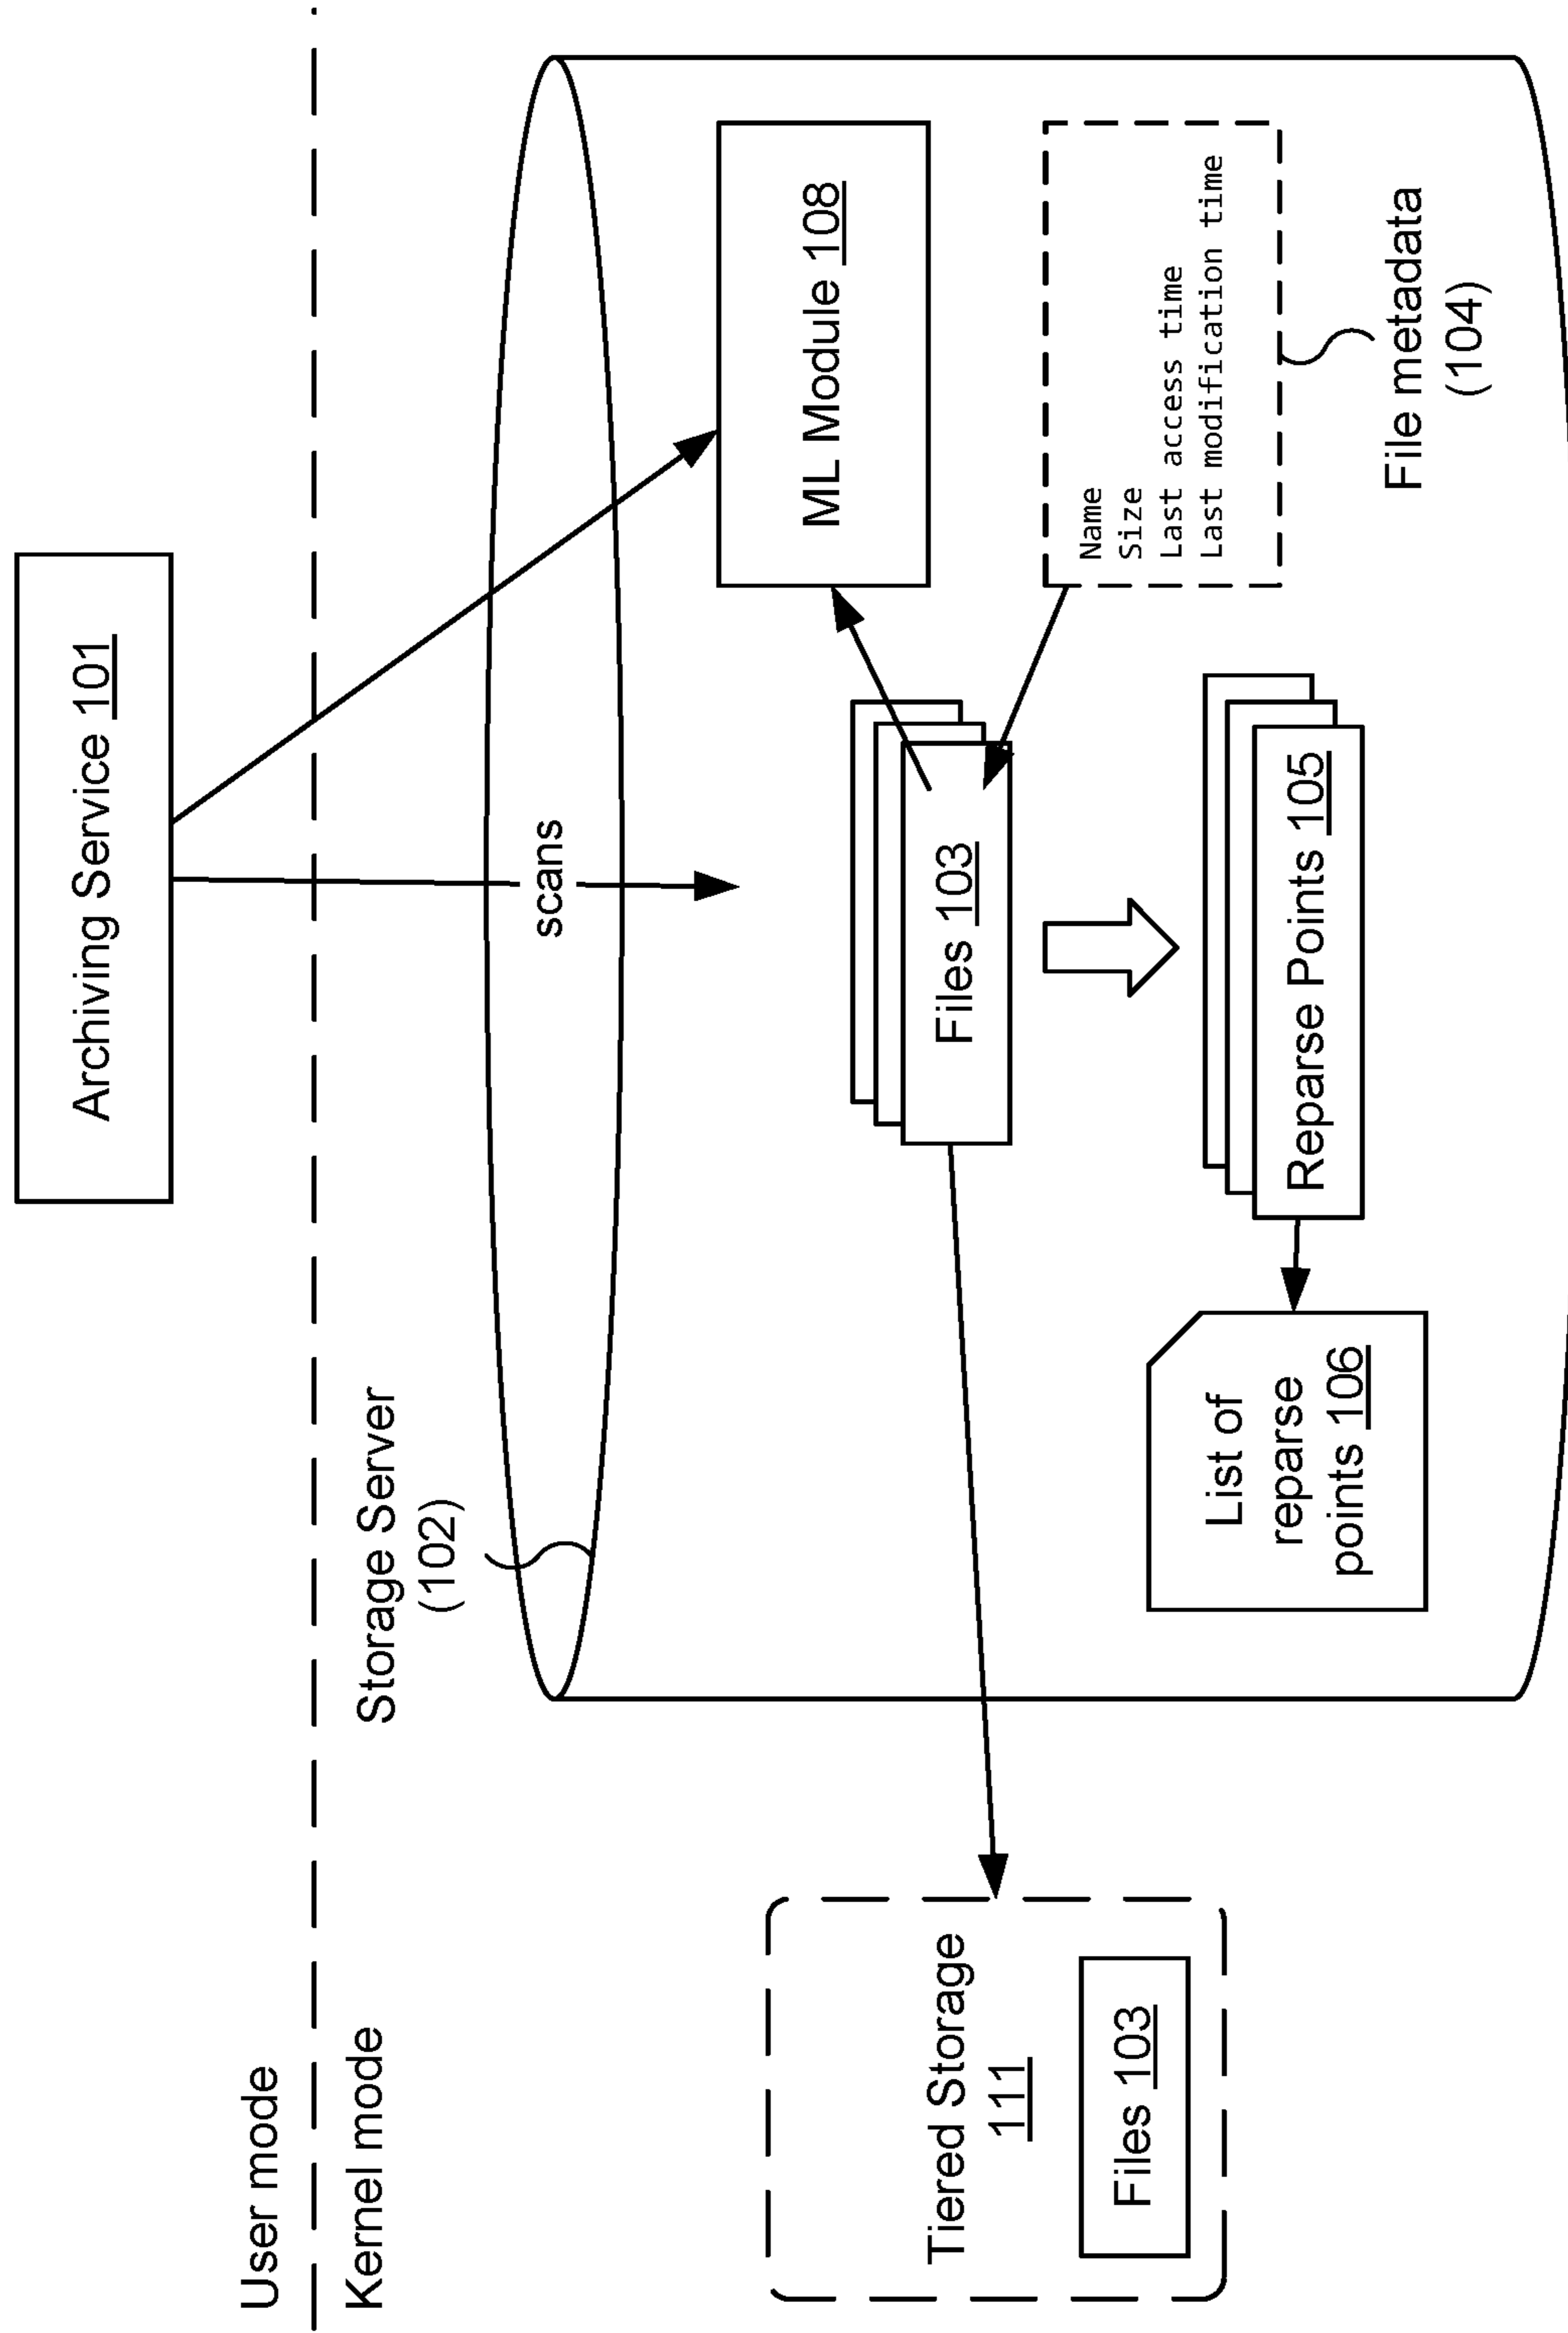 Archiving Service 101
User mode
Kernel mode
Storage Server
(102)
scans
ML Module 108
Tiered Storage
111
Files 103
Files 103
Name
Size
Last access time
Last modification time
List of
reparse
points 106
Reparse Points 105
File metadata
(104)